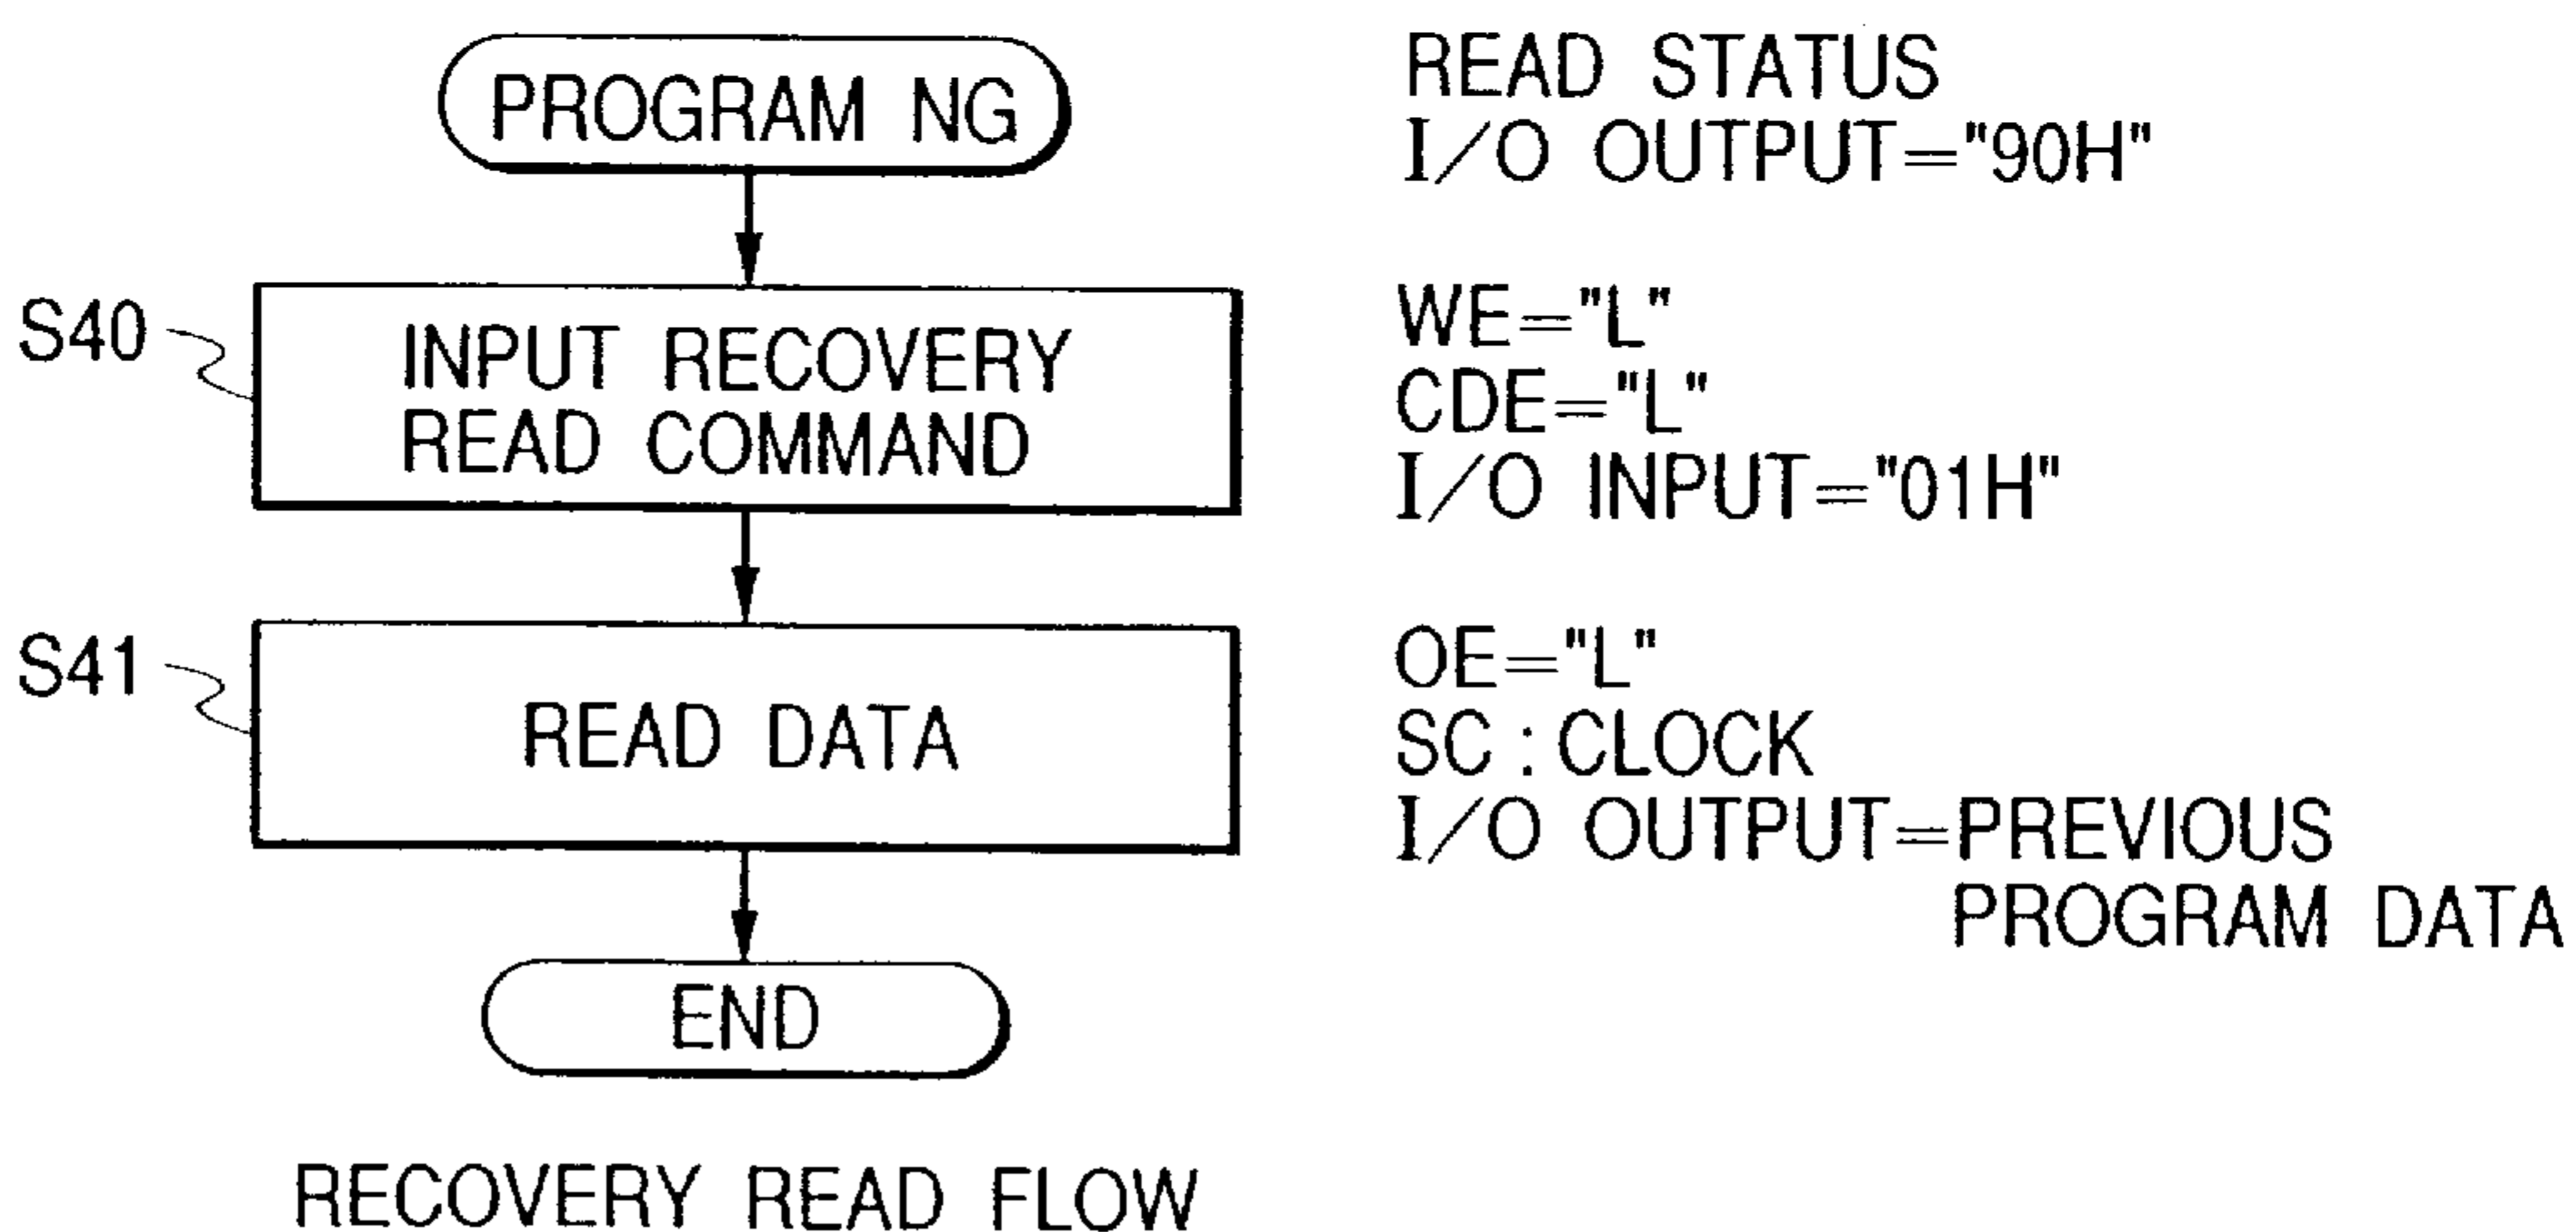 PROGRAM NG
READ STATUS
I/O OUTPUT="90H"
S40
INPUT RECOVERY
READ COMMAND
WE="L"
CDE="L"
I/O INPUT="01H"
S41
READ DATA
OE="L"
SC : CLOCK
I/O OUTPUT=PREVIOUS
PROGRAM DATA
END
RECOVERY READ FLOW